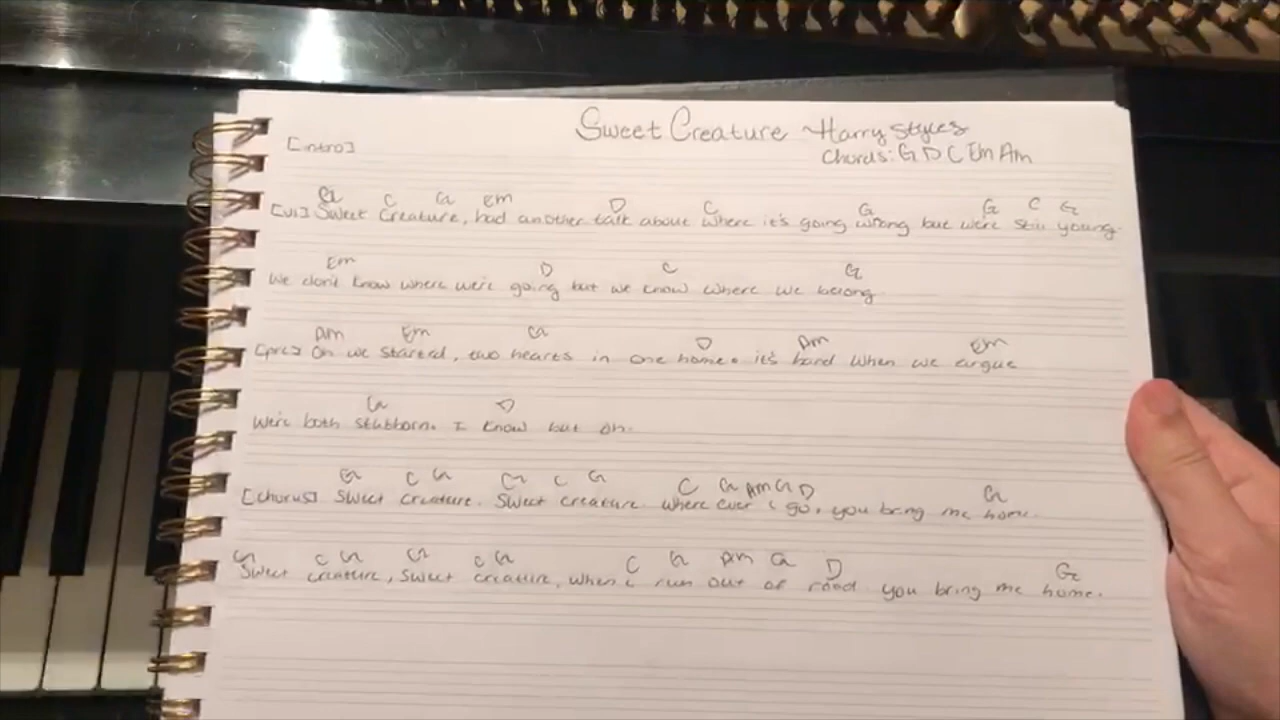 Sweet Creature ~ Harry Styles
[intro]
Chords: G D C Em Am
G C G Em D C G G C G
[V1] Sweet Creature, had another talk about where it's going wrong but we're still young
Em D C G
We don't know where we're going but we know where we belong
Am Em G D Am Em
[pre] Oh we started, two hearts in one home. it's hard when we argue
G D
We're both stubborn. I know but oh.
G C G G C G C G Am G D G
[chorus] Sweet creature. Sweet creature. where ever i go, you bring me home.
G C G G C G C G Am G D G
Sweet creature, Sweet creature, when i run out of road you bring me home.